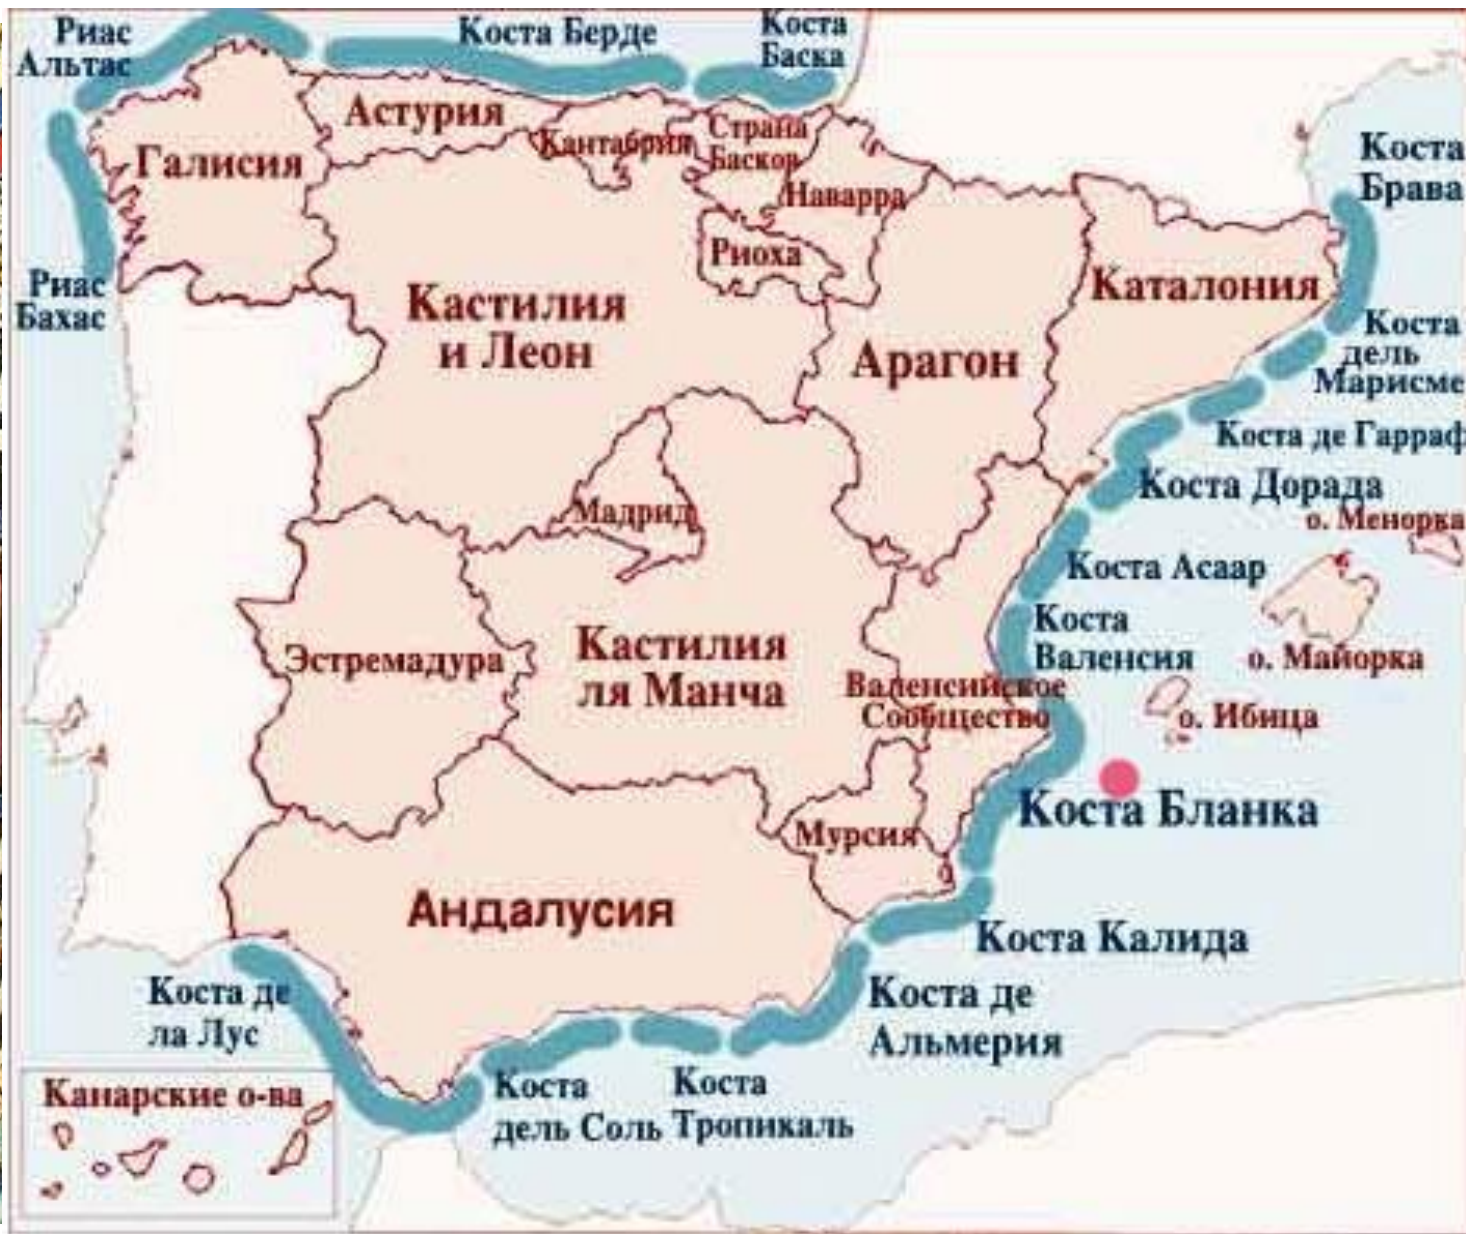 Риас
Альтас
Коста Берде
Коста
Баска
Астурия
Кантабрия
Страна
Басков
Галисия
Наварра
Коста
Брава
Риоха
Риас
Бахас
Кастилия
и Леон
Каталония
Арагон
Коста
дель
Марисме
Коста де Гарраф
Коста Дорада
о. Менорка
Мадрид
Коста Асаар
Коста
Валенсия
о. Майорка
Эстремадура
Кастилия
ля Манча
Валенсийское
Сообщество
о. Ибица
Коста Бланка
Мурсия
Андалусия
Коста Калида
Коста де
ла Лус
Коста де
Альмерия
Коста
дель Соль
Коста
Тропикаль
Канарские о-ва